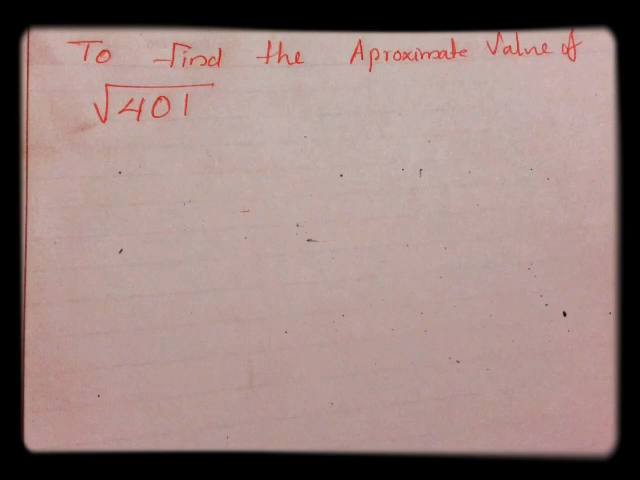 To find the Aproximate Value of
√401